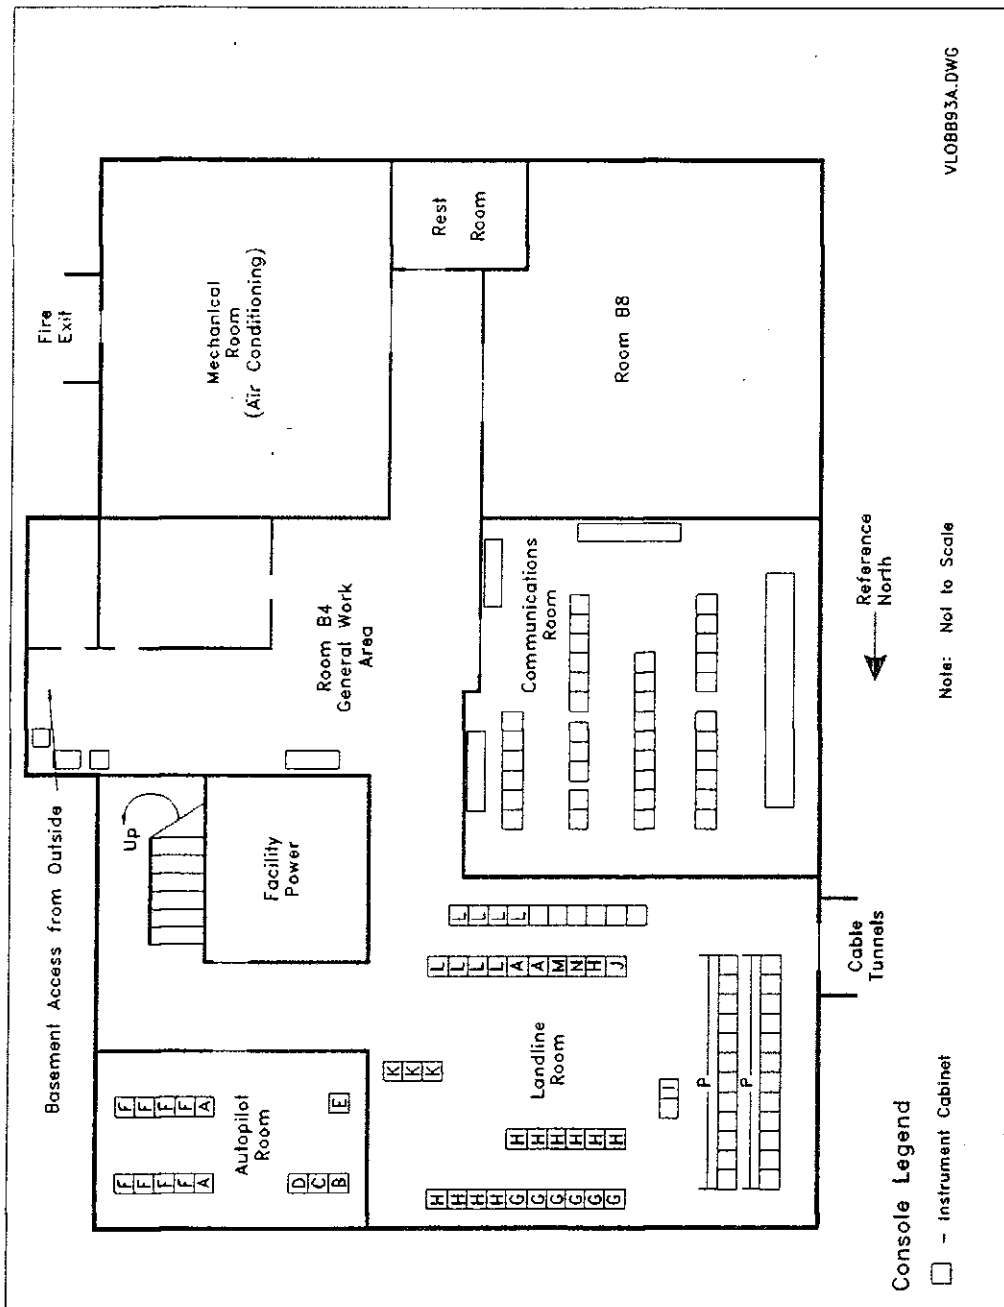 Basement Access from Outside
Fire
Exit
Up
F
F
F
F
A
F
F
F
F
A
Autopilot
Room
D
C
B
E
Facility
Power
Room B4
General Work
Area
Mechanical
Room
(Air Conditioning)
Rest
Room
K
K
K
H
H
H
H
G
G
G
G
G
G
H
H
H
H
H
H
Landline
Room
L
L
L
L
A
A
M
N
H
J
L
L
L
L
I
P
P
Communications
Room
Room B8
Cable
Tunnels
Reference
North
Console Legend
- Instrument Cabinet
Note: Not to Scale
VLOBB93A.DWG